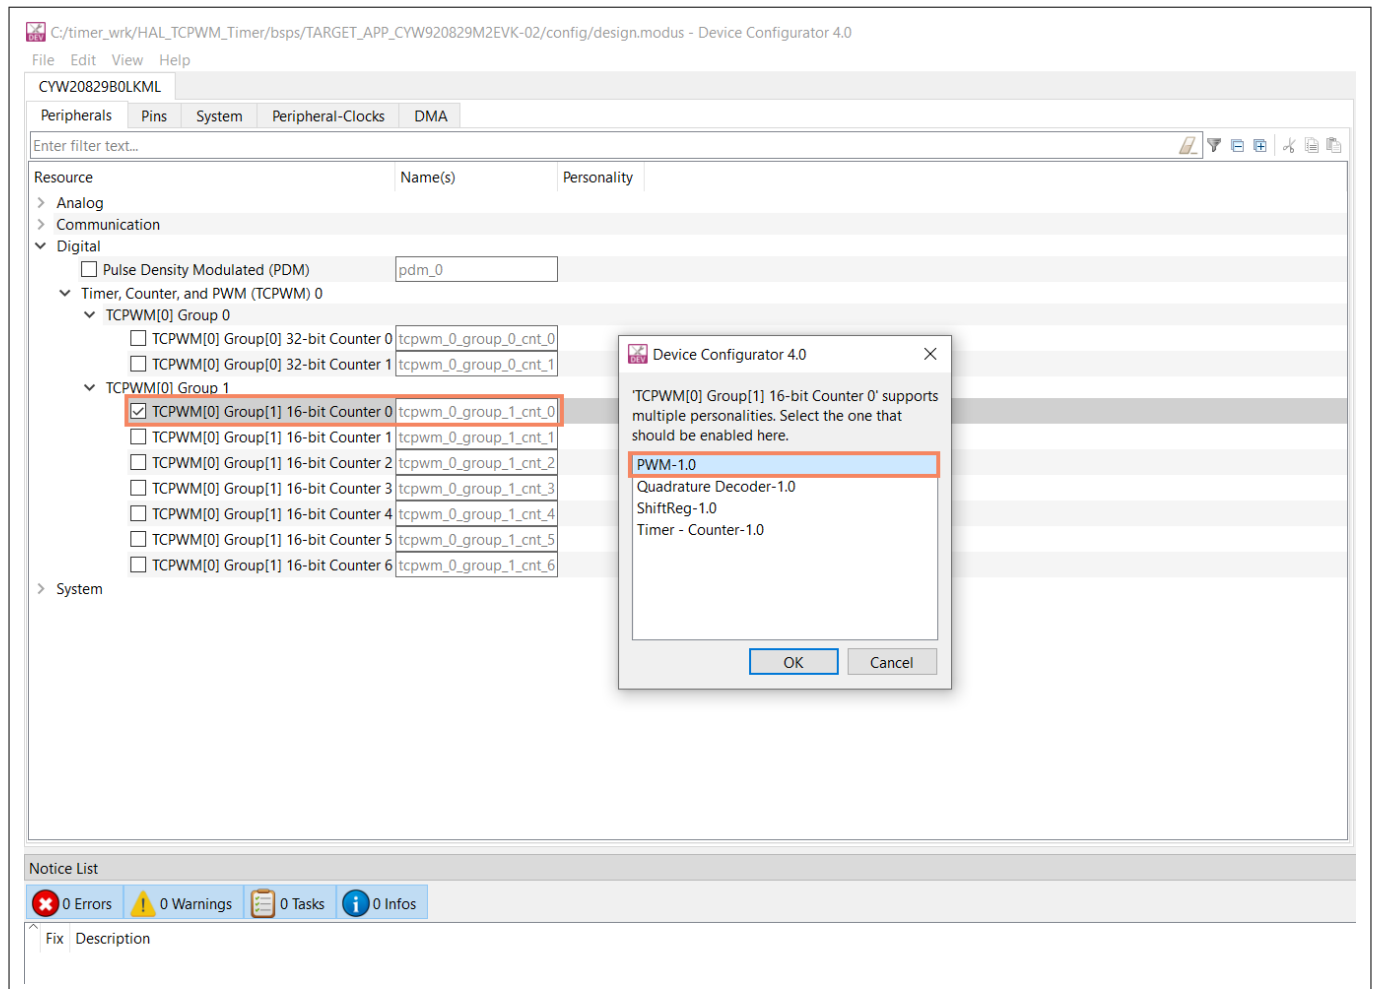 C:/timer_wrk/HAL_TCPWM_Timer/bsps/TARGET_APP_CYW920829M2EVK-02/config/design.modus - Device Configurator 4.0
File Edit View Help
CYW20829B0LKML
Peripherals Pins System Peripheral-Clocks DMA
Enter filter text...
Resource Name(s) Personality
Analog
Communication
Digital
Pulse Density Modulated (PDM) pdm_0
Timer, Counter, and PWM (TCPWM) 0
TCPWM[0] Group 0
TCPWM[0] Group[0] 32-bit Counter 0 tcpwm_0_group_0_cnt_0
TCPWM[0] Group[0] 32-bit Counter 1 tcpwm_0_group_0_cnt_1
TCPWM[0] Group 1
TCPWM[0] Group[1] 16-bit Counter 0 tcpwm_0_group_1_cnt_0
TCPWM[0] Group[1] 16-bit Counter 1 tcpwm_0_group_1_cnt_1
TCPWM[0] Group[1] 16-bit Counter 2 tcpwm_0_group_1_cnt_2
TCPWM[0] Group[1] 16-bit Counter 3 tcpwm_0_group_1_cnt_3
TCPWM[0] Group[1] 16-bit Counter 4 tcpwm_0_group_1_cnt_4
TCPWM[0] Group[1] 16-bit Counter 5 tcpwm_0_group_1_cnt_5
TCPWM[0] Group[1] 16-bit Counter 6 tcpwm_0_group_1_cnt_6
System
Device Configurator 4.0
'TCPWM[0] Group[1] 16-bit Counter 0' supports
multiple personalities. Select the one that
should be enabled here.
PWM-1.0
Quadrature Decoder-1.0
ShiftReg-1.0
Timer - Counter-1.0
OK Cancel
Notice List
0 Errors 0 Warnings 0 Tasks 0 Infos
Fix Description